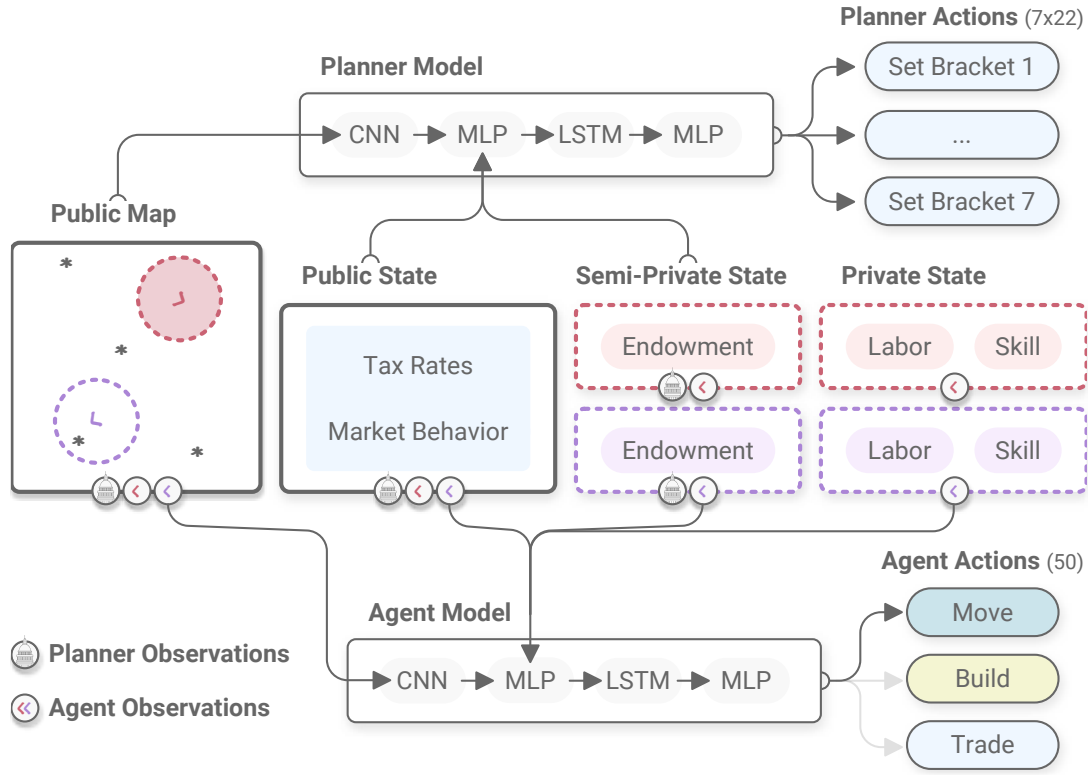 Planner Actions (7x22)
Planner Model
Set Bracket 1
CNN
MLP
LSTM
MLP
...
Set Bracket 7
Public Map
Public State
Semi-Private State
Private State
Tax Rates
Market Behavior
Endowment
Labor
Skill
Endowment
Labor
Skill
Agent Actions (50)
Agent Model
Move
CNN
MLP
LSTM
MLP
Build
Trade
Planner Observations
Agent Observations